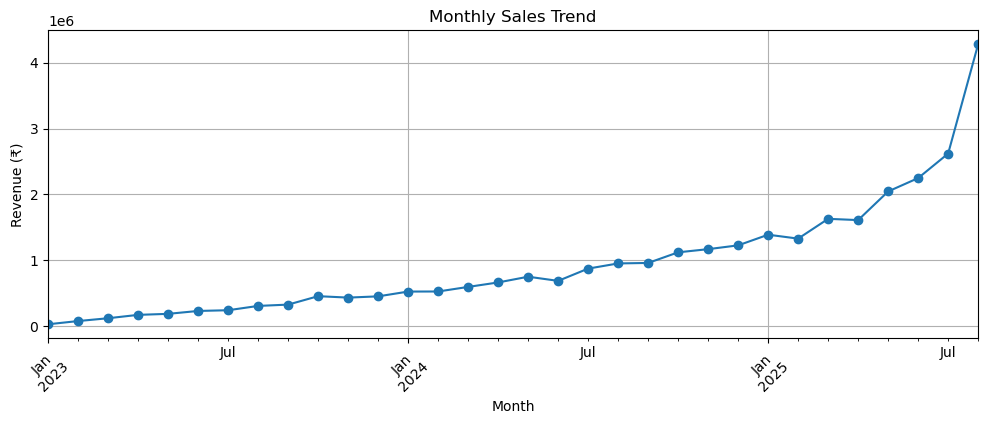 Monthly Sales Trend
1e6
4
3
2
1
0
Revenue (₹)
Jan
2023
Jul
Jan
2024
Jul
Jan
2025
Jul
Month